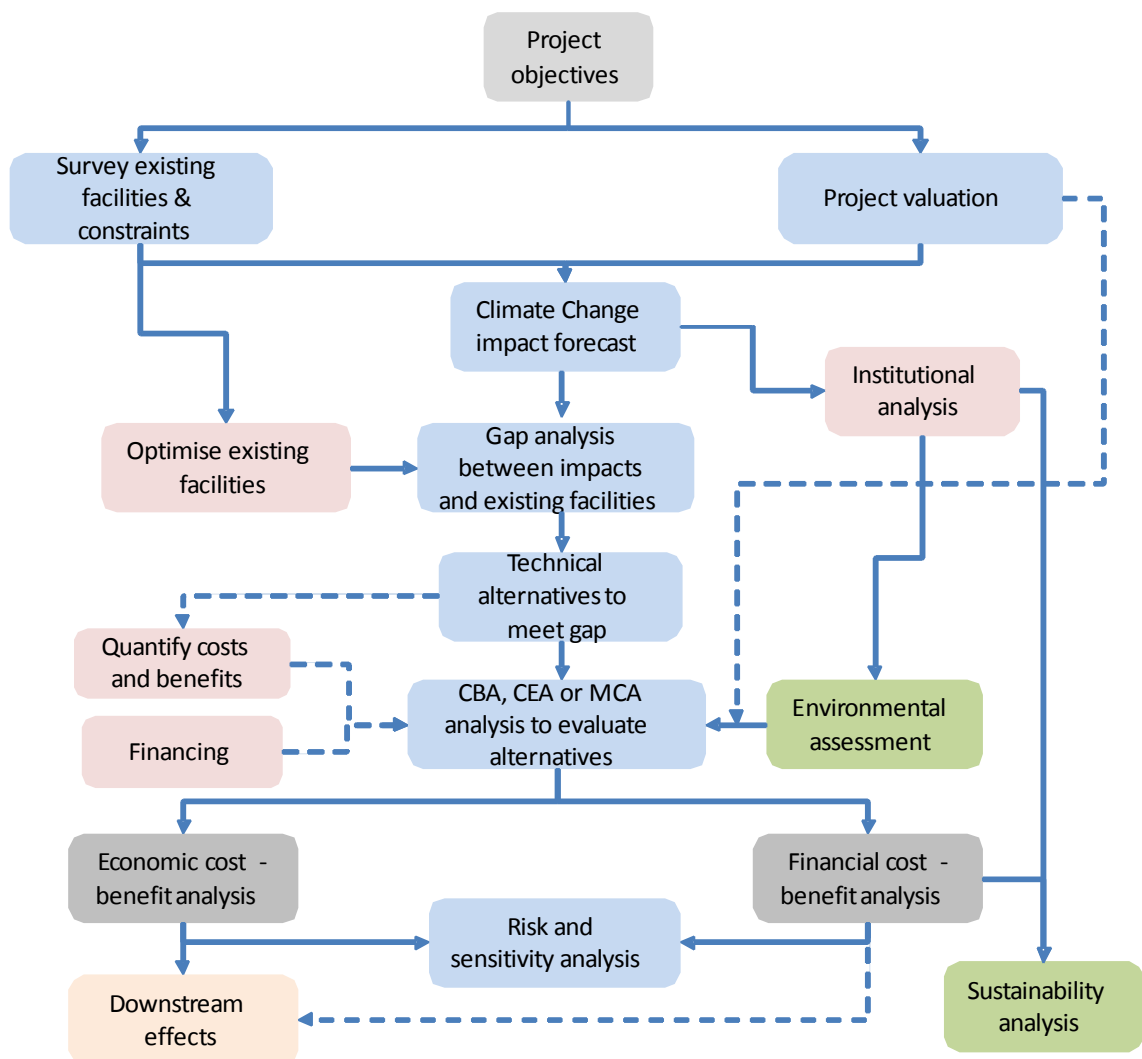 Project
objectives
Survey existing
facilities &
constraints
Project valuation
Climate Change
impact forecast
Institutional
analysis
Optimise existing
facilities
Gap analysis
between impacts
and existing facilities
Technical
alternatives to
meet gap
Quantify costs
and benefits
Financing
CBA, CEA or MCA
analysis to evaluate
alternatives
Environmental
assessment
Economic cost -
benefit analysis
Financial cost -
benefit analysis
Risk and
sensitivity analysis
Downstream
effects
Sustainability
analysis